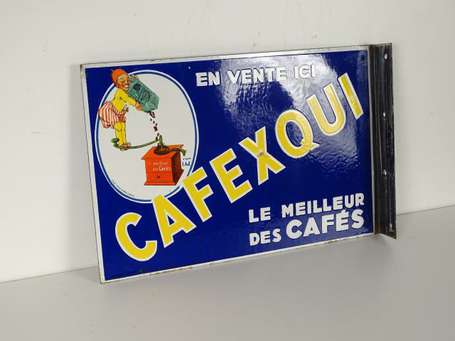 EN VENTE ICI
CAFEXQUI
LE MEILLEUR
DES CAFÉS